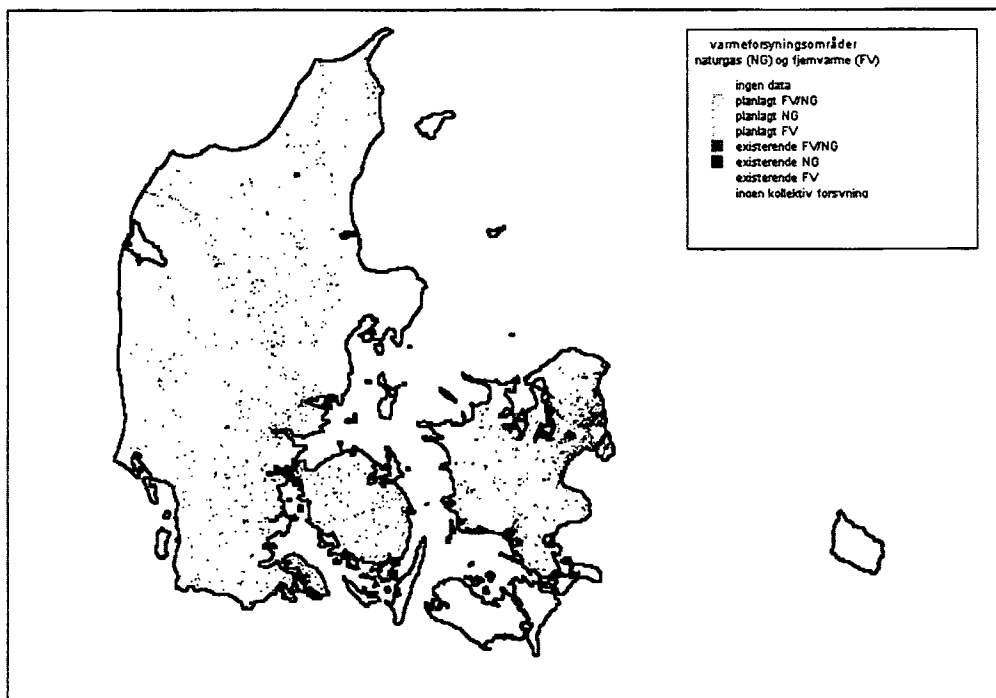 varmeforsyningsområder
naturgas (NG) og fjernvarme (FV)
ingen data
planlagt FV/NG
planlagt NG
planlagt FV
existerende FV/NG
existerende NG
existerende FV
ingen kollektiv forsyning